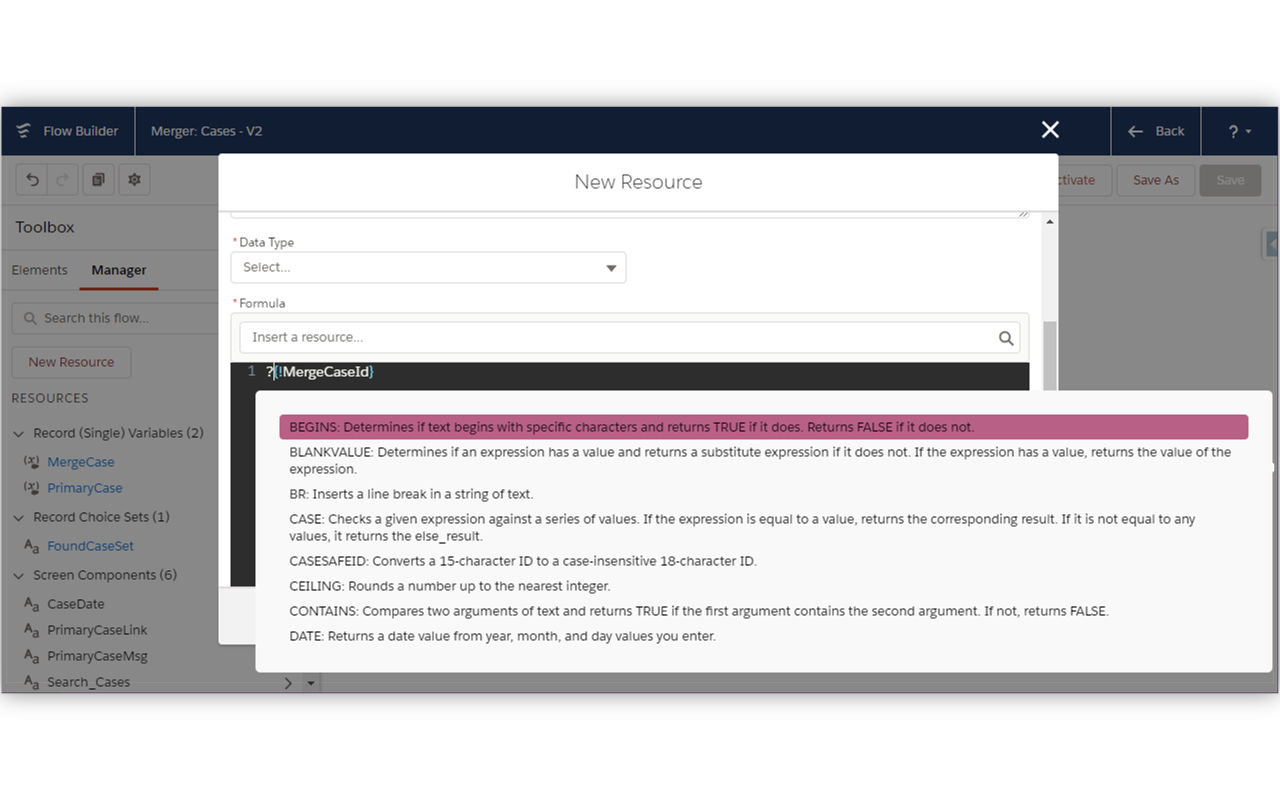 Flow Builder
Merger: Cases - V2
Back
?
New Resource
ctivate
Save As
Save
Toolbox
Elements
Manager
Search this flow...
New Resource
RESOURCES
Record (Single) Variables (2)
MergeCase
PrimaryCase
Record Choice Sets (1)
FoundCaseSet
Screen Components (6)
CaseDate
PrimaryCaseLink
PrimaryCaseMsg
Search_Cases
* Data Type
Select...
* Formula
Insert a resource...
1 ?{!MergeCaseId}
BEGINS: Determines if text begins with specific characters and returns TRUE if it does. Returns FALSE if it does not.
BLANKVALUE: Determines if an expression has a value and returns a substitute expression if it does not. If the expression has a value, returns the value of the
expression.
BR: Inserts a line break in a string of text.
CASE: Checks a given expression against a series of values. If the expression is equal to a value, returns the corresponding result. If it is not equal to any
values, it returns the else_result.
CASESAFEID: Converts a 15-character ID to a case-insensitive 18-character ID.
CEILING: Rounds a number up to the nearest integer.
CONTAINS: Compares two arguments of text and returns TRUE if the first argument contains the second argument. If not, returns FALSE.
DATE: Returns a date value from year, month, and day values you enter.